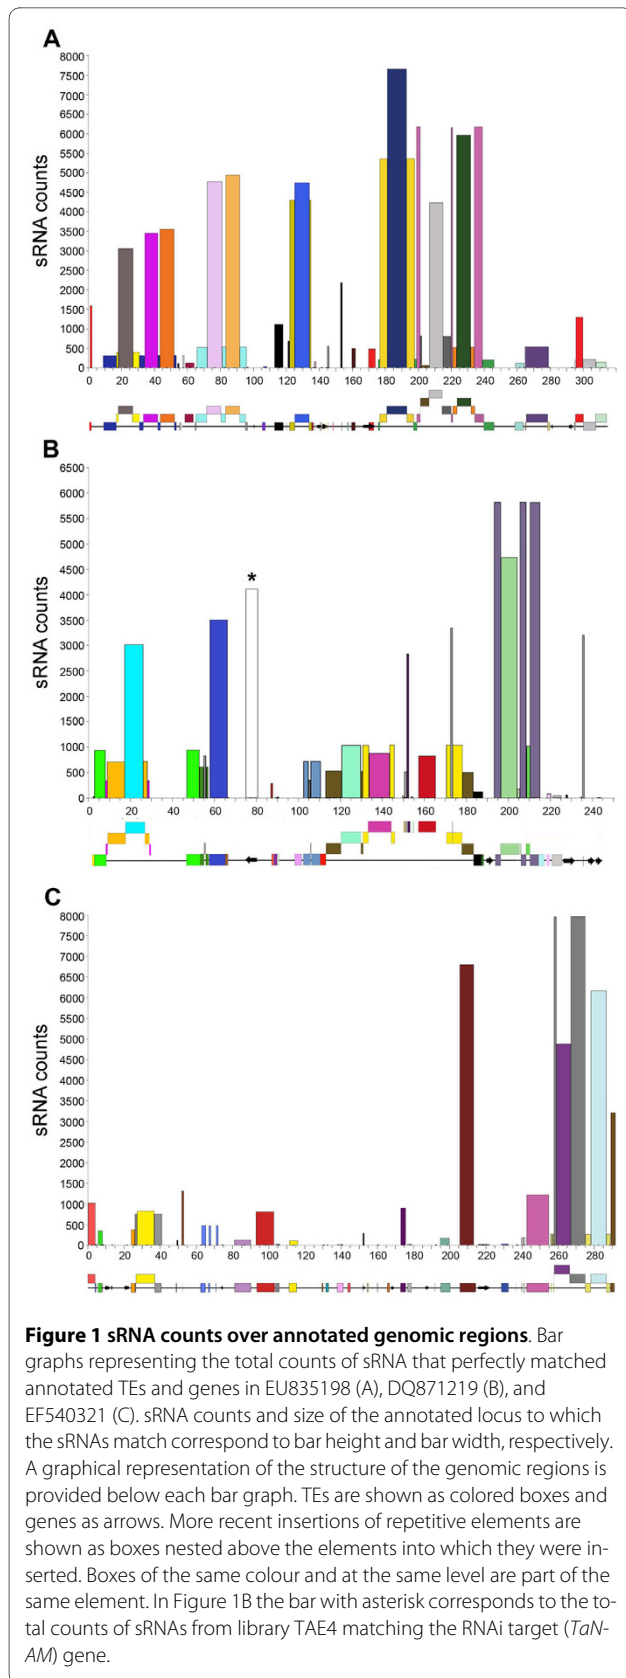 A
8000
7500
7000
6500
6000
5500
5000
4500
4000
3500
3000
2500
2000
1500
1000
500
0
sRNA counts
0 20 40 60 80 100 120 140 160 180 200 220 240 260 280 300
B
6500
6000
5500
5000
4500
4000
3500
3000
2500
2000
1500
1000
500
0
sRNA counts
*
0 20 40 60 80 100 120 140 160 180 200 220 240
C
8000
7500
7000
6500
6000
5500
5000
4500
4000
3500
3000
2500
2000
1500
1000
500
0
sRNA counts
0 20 40 60 80 100 120 140 160 180 200 220 240 260 280
Figure 1 sRNA counts over annotated genomic regions. Bar
graphs representing the total counts of sRNA that perfectly matched
annotated TEs and genes in EU835198 (A), DQ871219 (B), and
EF540321 (C). sRNA counts and size of the annotated locus to which
the sRNAs match correspond to bar height and bar width, respectively.
A graphical representation of the structure of the genomic regions is
provided below each bar graph. TEs are shown as colored boxes and
genes as arrows. More recent insertions of repetitive elements are
shown as boxes nested above the elements into which they were in-
serted. Boxes of the same colour and at the same level are part of the
same element. In Figure 1B the bar with asterisk corresponds to the to-
tal counts of sRNAs from library TAE4 matching the RNAi target (TaN-
AM) gene.